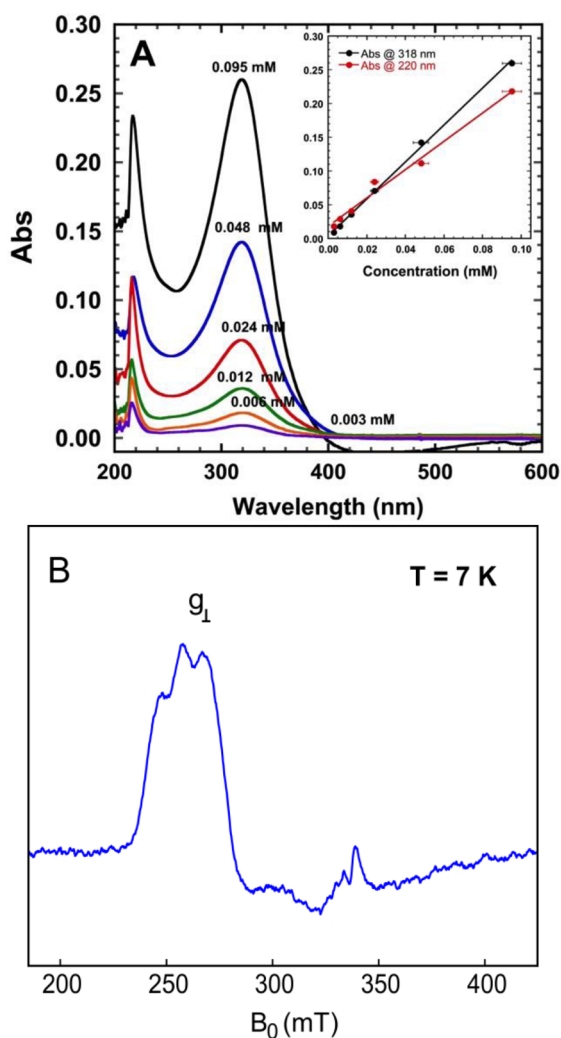 A
Abs
0.30
0.25
0.20
0.15
0.10
0.05
0.00
200
300
400
500
600
Wavelength (nm)
0.095 mM
0.048 mM
0.024 mM
0.012 mM
0.006 mM
0.003 mM
Abs @ 318 nm
Abs @ 220 nm
0.30
0.25
0.20
0.15
0.10
0.05
0.00
0.00
0.02
0.04
0.06
0.08
0.10
Concentration (mM)
B
T = 7 K
g⊥
200
250
300
350
400
B₀ (mT)